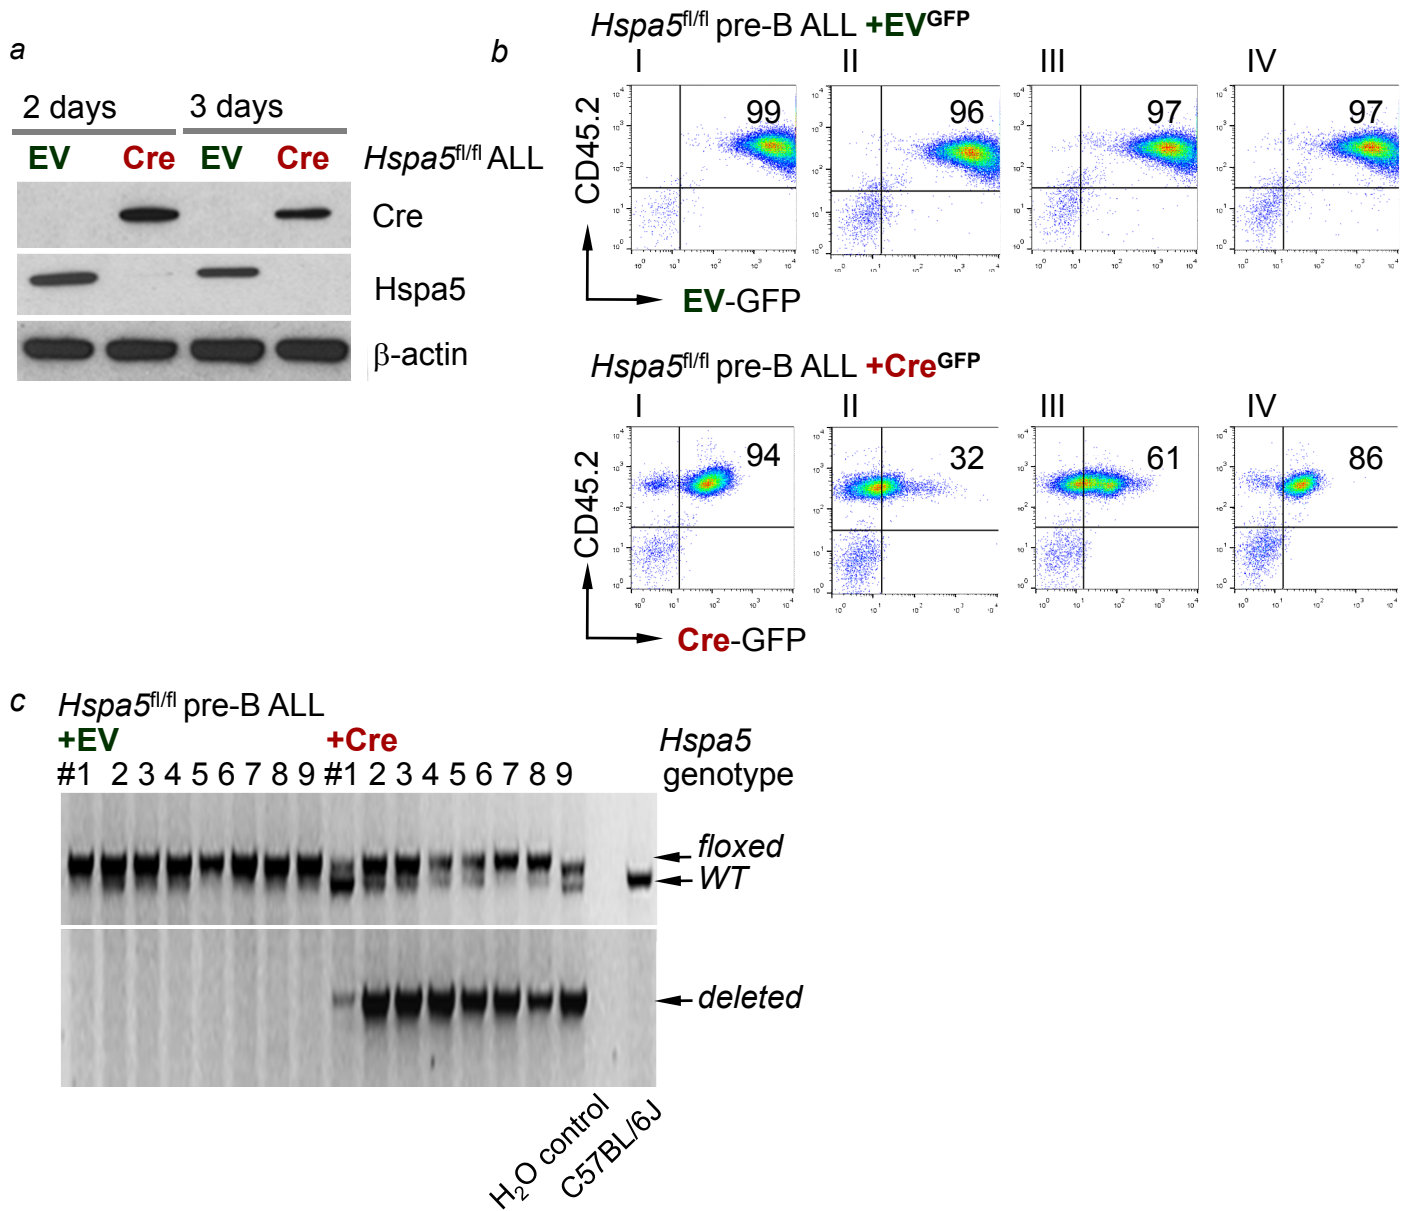 a
2 days 3 days
EV Cre EV Cre Hspa5fl/fl ALL
Cre
Hspa5
β-actin
b
Hspa5fl/fl pre-B ALL +EVGFP
I II III IV
CD45.2
99 96 97 97
EV-GFP
Hspa5fl/fl pre-B ALL +CreGFP
I II III IV
CD45.2
94 32 61 86
Cre-GFP
c Hspa5fl/fl pre-B ALL
+EV +Cre Hspa5
#1 2 3 4 5 6 7 8 9 #1 2 3 4 5 6 7 8 9 genotype
floxed
WT
deleted
H2O control
C57BL/6J